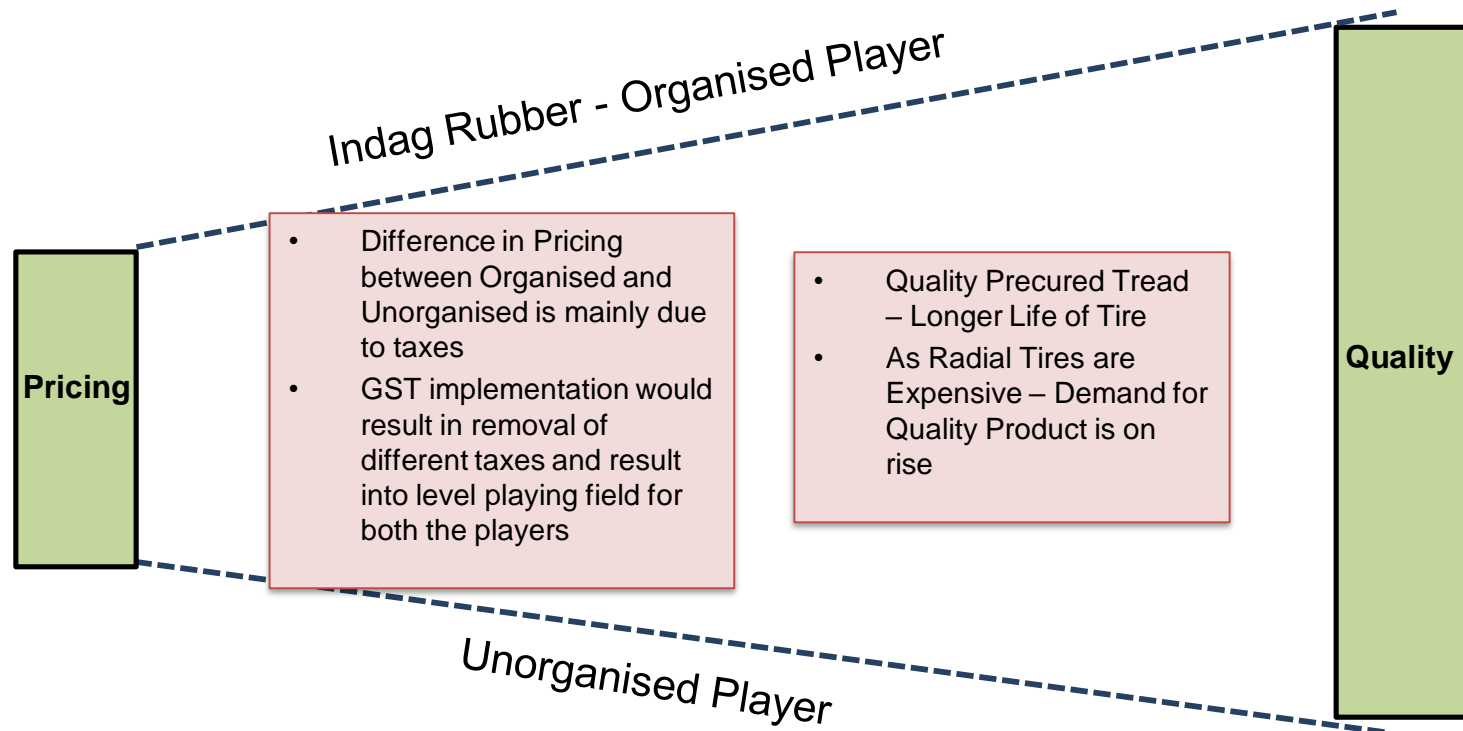 Indag Rubber - Organised Player
Pricing
• Difference in Pricing
between Organised and
Unorganised is mainly due
to taxes
• GST implementation would
result in removal of
different taxes and result
into level playing field for
both the players
• Quality Precured Tread
– Longer Life of Tire
• As Radial Tires are
Expensive – Demand for
Quality Product is on
rise
Quality
Unorganised Player